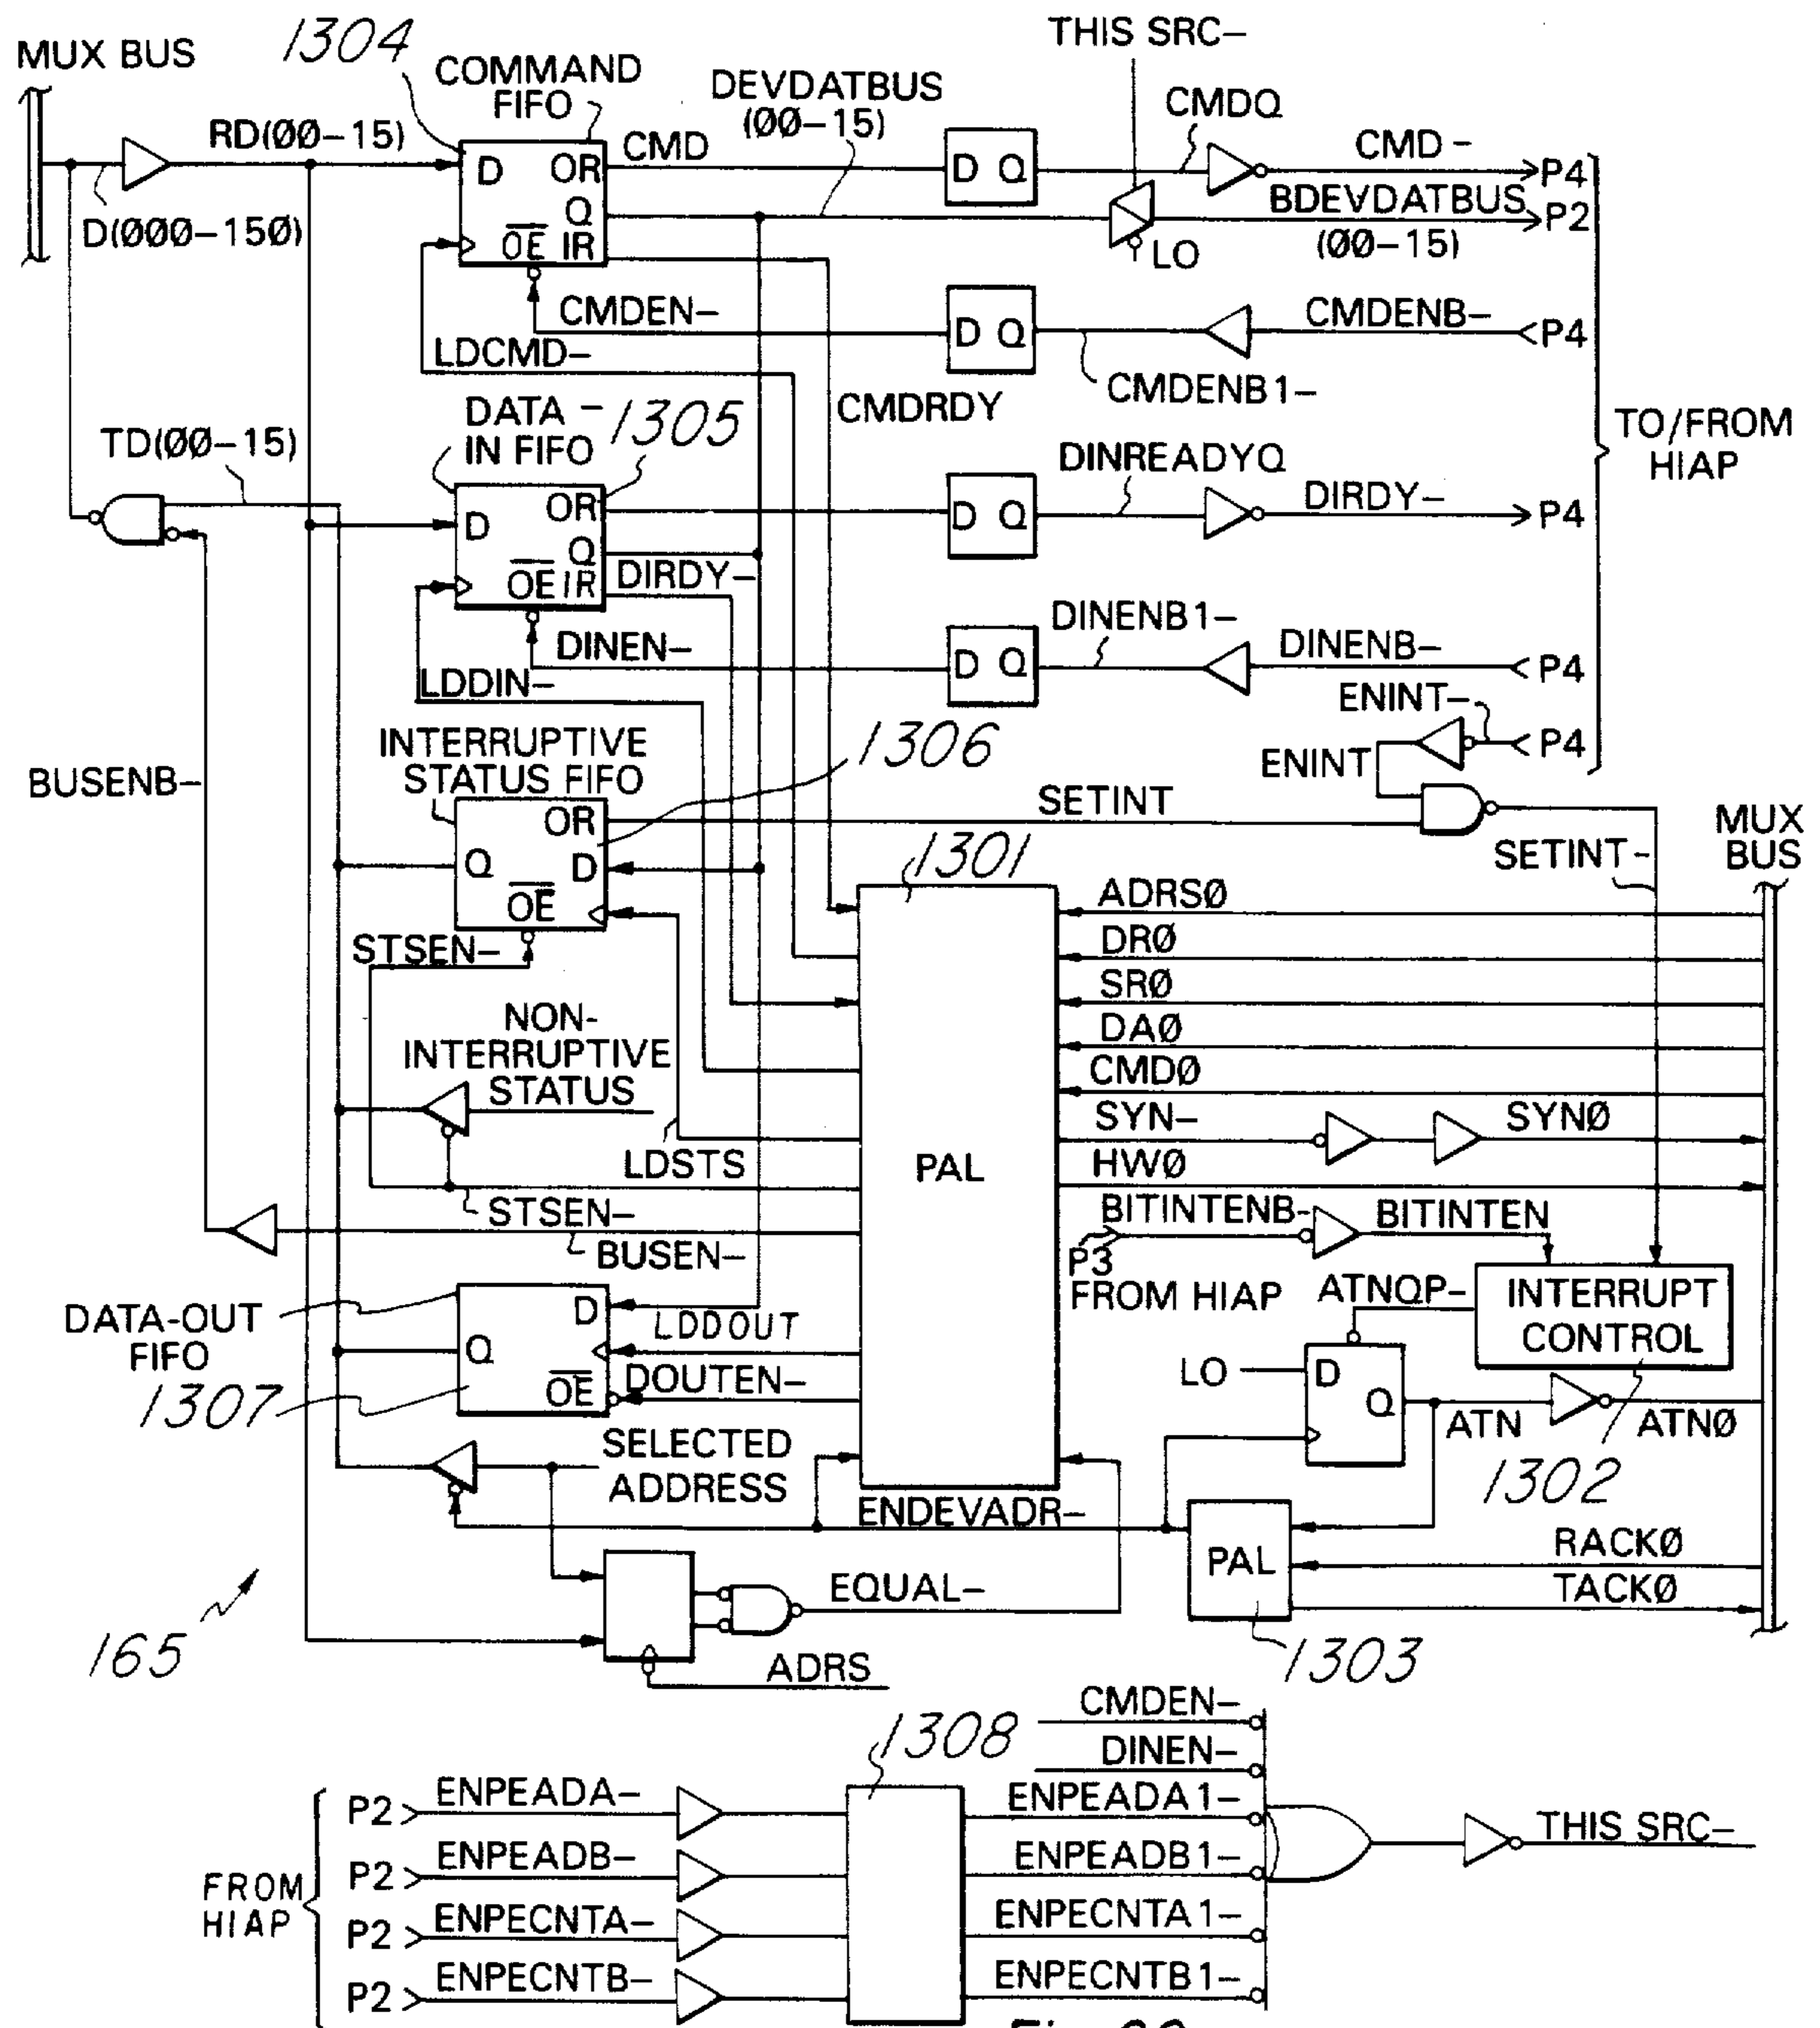 MUX BUS
1304
COMMAND
FIFO
THIS SRC-
DEVDATBUS
(ØØ-15)
CMDQ
RD(ØØ-15)
CMD
CMD -
P4
D OR
D Q
Q
BDEVDATBUS
P2
D(000-150)
OE IR
LO
(ØØ-15)
CMDEN-
D Q
CMDENB-
P4
LDCMD-
CMDENB1-
CMDRDY
DATA -
IN FIFO
1305
TO/FROM
HIAP
TD(ØØ-15)
DINREADYQ
DIRDY-
OR
D
D Q
P4
Q
OE IR
DIRDY-
DINENB1-
DINEN-
D Q
DINENB-
P4
LDDIN-
ENINT-
P4
INTERRUPTIVE
STATUS FIFO
1306
ENINT
BUSENB-
SETINT
MUX
BUS
OR
Q D
OE
1301
SETINT-
STSEN-
ADRSØ
DRØ
SRØ
DAØ
CMDØ
NON-
INTERRUPTIVE
STATUS
SYN-
SYNØ
LDSTS
PAL
HWØ
STSEN-
BITINTENB-
BITINTEN
BUSEN-
P3
FROM HIAP
ATNQP-
INTERRUPT
CONTROL
DATA-OUT
FIFO
D
LDDOUT
Q
LO
D
DOUTEN-
OE
Q
1307
ATN
ATNØ
SELECTED
ADDRESS
1302
ENDEVADR-
PAL
RACKØ
TACKØ
EQUAL-
165
ADRS
1303
CMDEN-
1308
DINEN-
P2
ENPEADA-
ENPEADA1-
THIS SRC-
P2
ENPEADB-
ENPEADB1-
FROM
HIAP
P2
ENPECNTA-
ENPECNTA1-
P2
ENPECNTB-
ENPECNTB1-